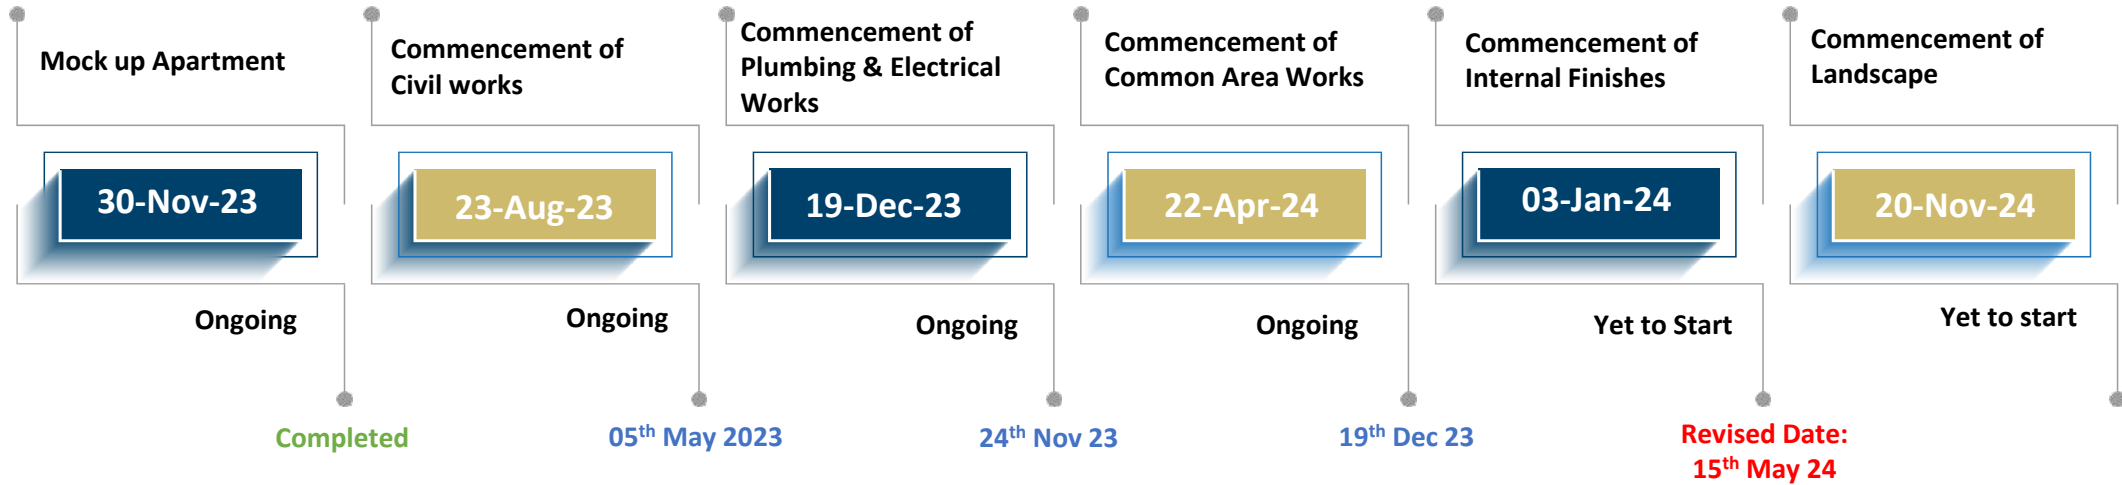 Mock up Apartment
30-Nov-23
Ongoing
Completed
Commencement of
Civil works
23-Aug-23
Ongoing
05th May 2023
Commencement of
Plumbing & Electrical
Works
19-Dec-23
Ongoing
24th Nov 23
Commencement of
Common Area Works
22-Apr-24
Ongoing
19th Dec 23
Commencement of
Internal Finishes
03-Jan-24
Yet to Start
Revised Date:
15th May 24
Commencement of
Landscape
20-Nov-24
Yet to start